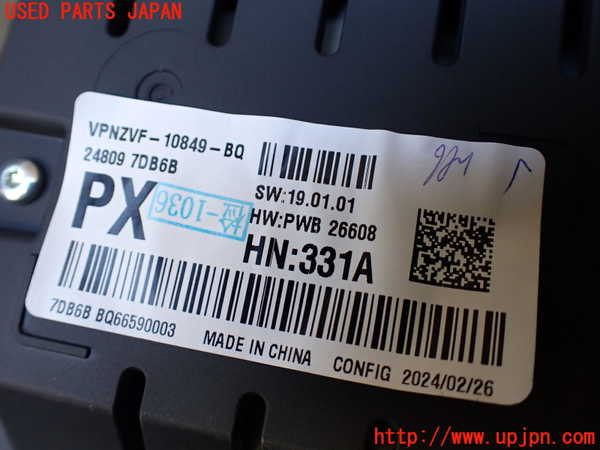 USED PARTS JAPAN
VPNZVF-10849-BQ
24809 7DB6B
SW:19.01.01
HW:PWB 26608
PX
-1036
HN:331A
7DB6B BQ66590003
MADE IN CHINA
CONFIG 2024/02/26
http://www.upjpn.com